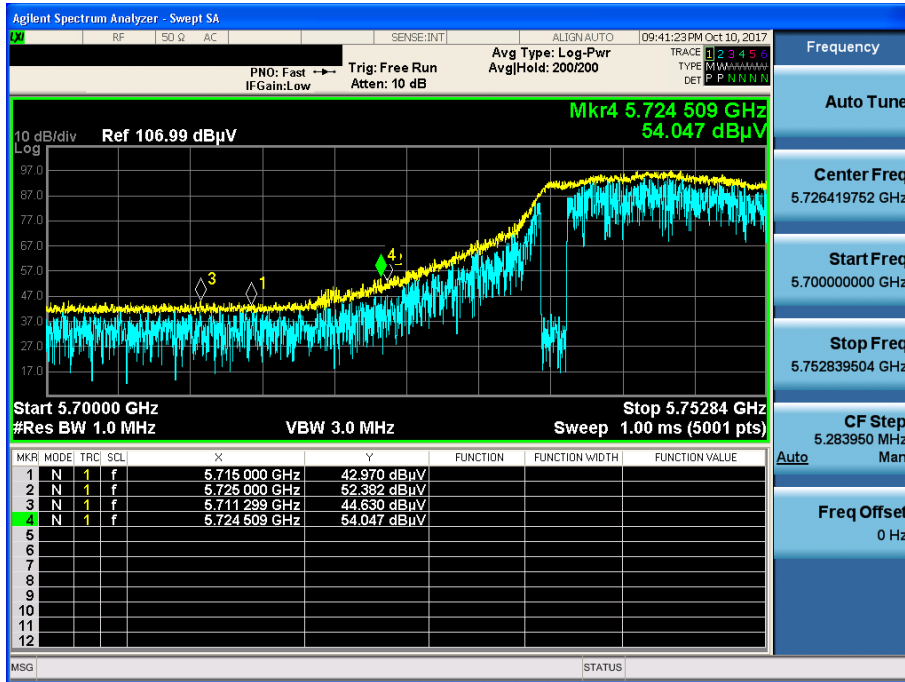 Agilent Spectrum Analyzer - Swept SA
LXI RF 50 Ω AC SENSE:INT ALIGN AUTO 09:41:23 PM Oct 10, 2017
PNO: Fast Trig: Free Run Avg Type: Log-Pwr TRACE 1 2 3 4 5 6
IFGain:Low Atten: 10 dB Avg|Hold: 200/200 TYPE M W
DET P P N N N N
Mkr4 5.724 509 GHz
54.047 dBµV
10 dB/div Ref 106.99 dBµV
Log
97.0
87.0
77.0
67.0
57.0
47.0
37.0
27.0
17.0
3
1
4
Start 5.70000 GHz Stop 5.75284 GHz
#Res BW 1.0 MHz VBW 3.0 MHz Sweep 1.00 ms (5001 pts)
MKR MODE TRC SCL X Y FUNCTION FUNCTION WIDTH FUNCTION VALUE
1 N 1 f 5.715 000 GHz 42.970 dBµV
2 N 1 f 5.725 000 GHz 52.382 dBµV
3 N 1 f 5.711 299 GHz 44.630 dBµV
4 N 1 f 5.724 509 GHz 54.047 dBµV
5
6
7
8
9
10
11
12
MSG STATUS
Frequency
Auto Tune
Center Freq
5.726419752 GHz
Start Freq
5.700000000 GHz
Stop Freq
5.752839504 GHz
CF Step
5.283950 MHz
Auto Man
Freq Offset
0 Hz